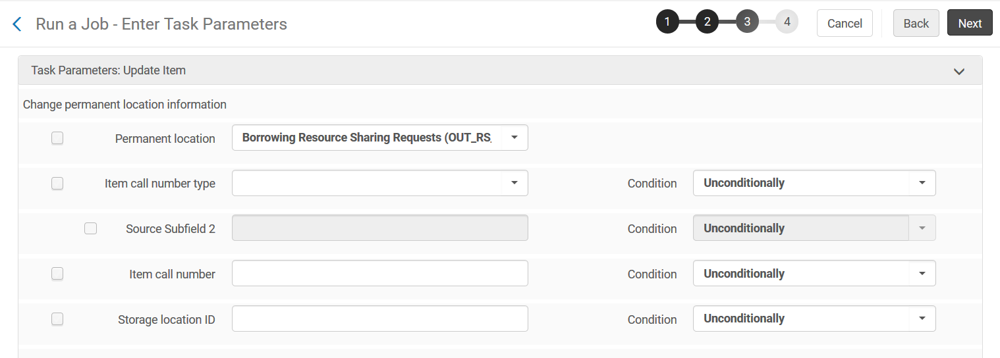 Run a Job - Enter Task Parameters
1 2 3 4
Cancel Back Next
Task Parameters: Update Item
Change permanent location information
Permanent location Borrowing Resource Sharing Requests (OUT_RS_
Item call number type Condition Unconditionally
Source Subfield 2 Condition Unconditionally
Item call number Condition Unconditionally
Storage location ID Condition Unconditionally